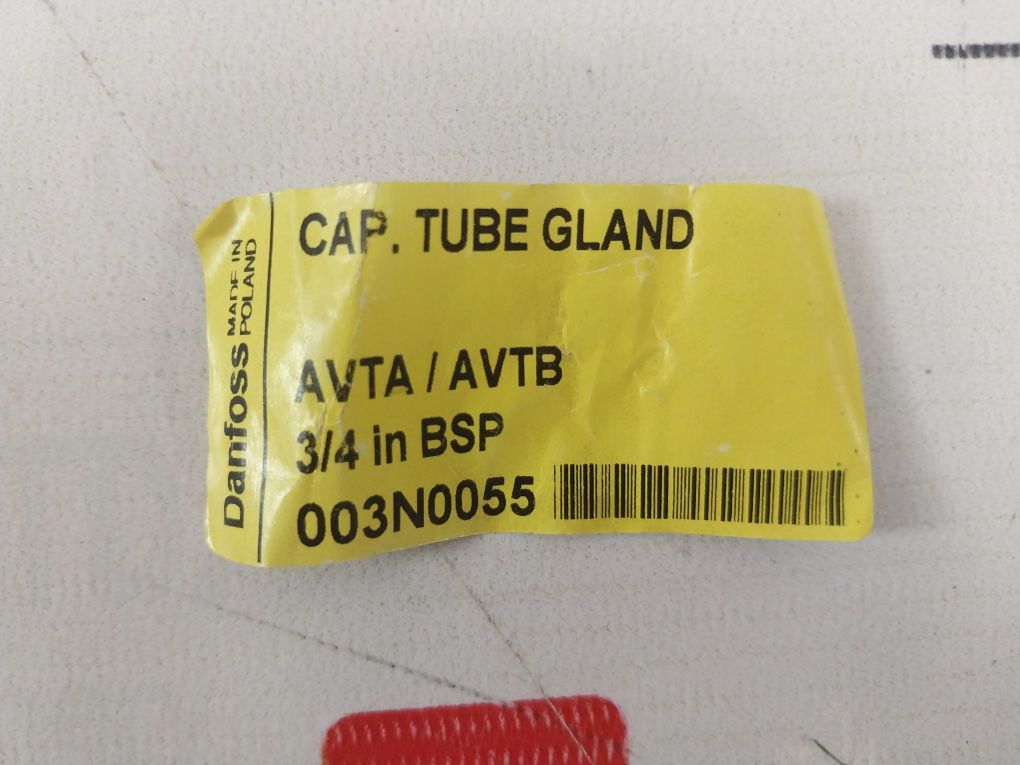 CAP. TUBE GLAND
AVTA / AVTB
3/4 in BSP
003N0055
Danfoss
MADE IN
POLAND